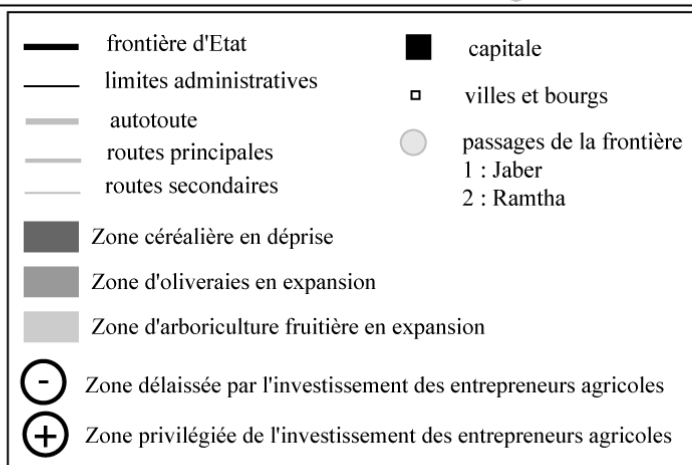 frontière d'Etat
limites administratives
autotoute
routes principales
routes secondaires
capitale
villes et bourgs
passages de la frontière
1 : Jaber
2 : Ramtha
Zone céréalière en déprise
Zone d'oliveraies en expansion
Zone d'arboriculture fruitière en expansion
- Zone délaissée par l'investissement des entrepreneurs agricoles
+ Zone privilégiée de l'investissement des entrepreneurs agricoles